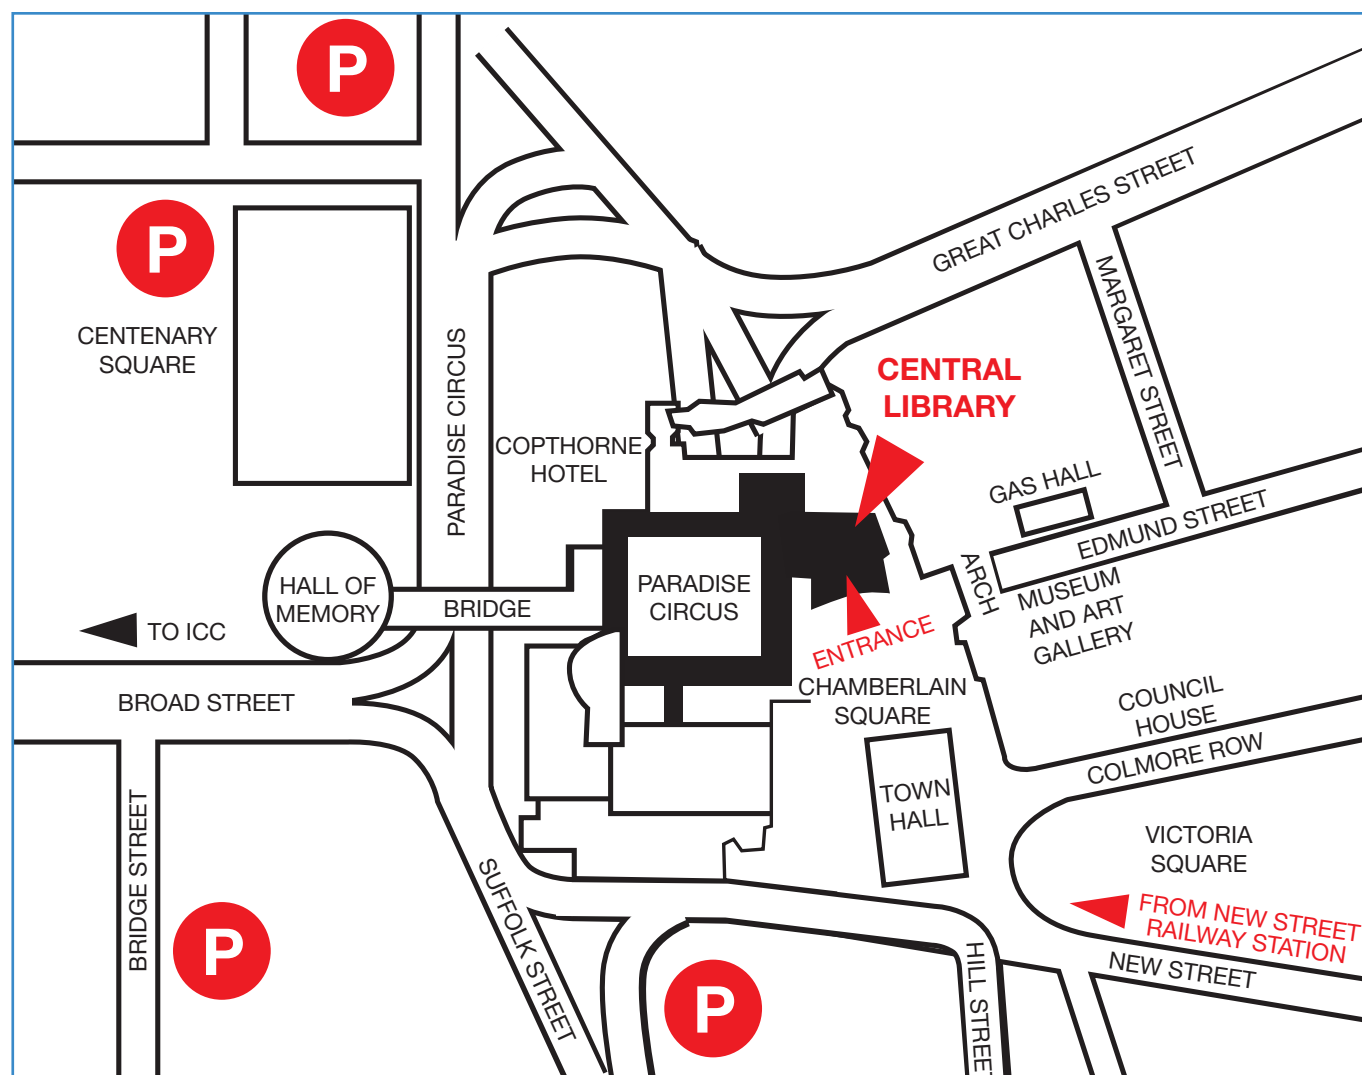 P
P
CENTENARY
SQUARE
PARADISE CIRCUS
GREAT CHARLES STREET
MARGARET STREET
CENTRAL
LIBRARY
COPTHORNE
HOTEL
GAS HALL
EDMUND STREET
ARCH
MUSEUM
AND ART
GALLERY
HALL OF
MEMORY
BRIDGE
PARADISE
CIRCUS
ENTRANCE
TO ICC
BROAD STREET
CHAMBERLAIN
SQUARE
COUNCIL
HOUSE
COLMORE ROW
TOWN
HALL
VICTORIA
SQUARE
BRIDGE STREET
SUFFOLK STREET
P
P
HILL STREET
FROM NEW STREET
RAILWAY STATION
NEW STREET